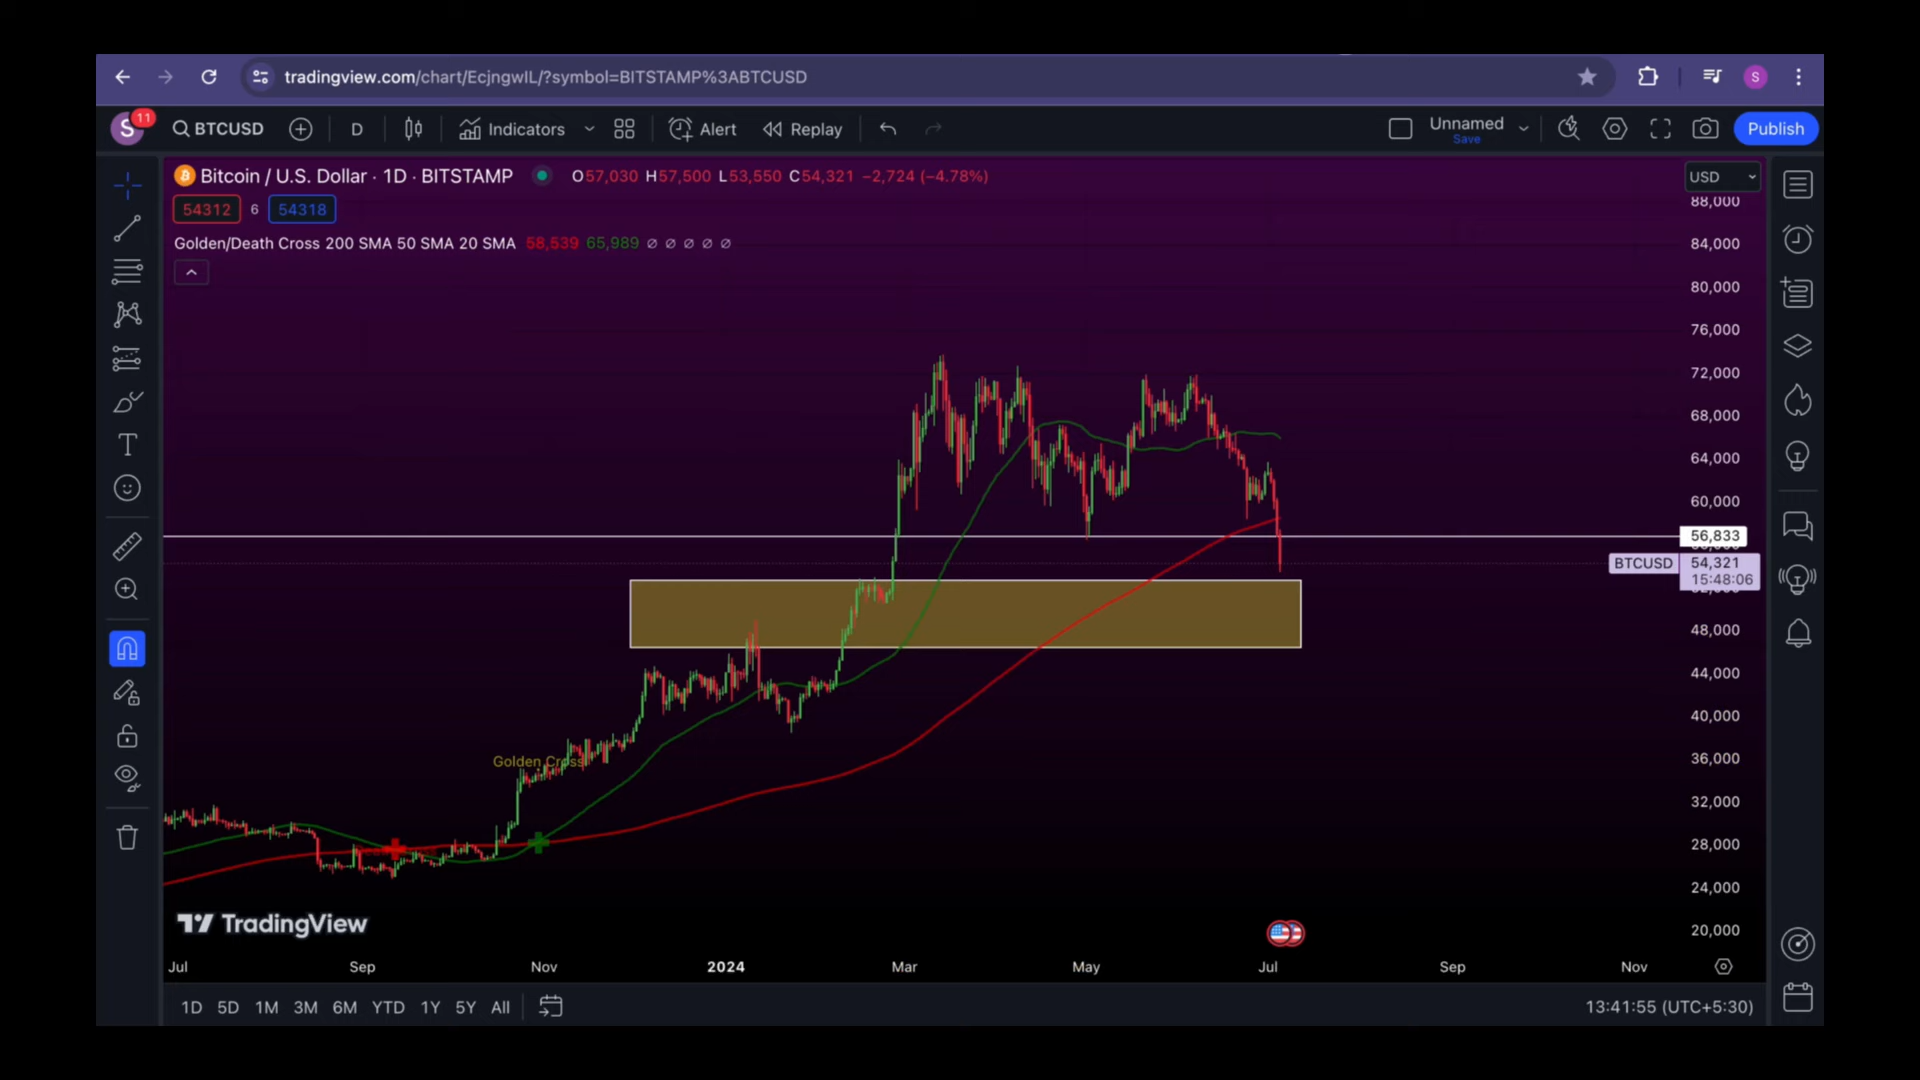 tradingview.com/chart/EcjngwIL/?symbol=BITSTAMP%3ABTCUSD
S
S 11 BTCUSD D Indicators Alert Replay Unnamed Save Publish
Bitcoin / U.S. Dollar · 1D · BITSTAMP O57,030 H57,500 L53,550 C54,321 −2,724 (−4.78%)
USD
54312 6 54318
Golden/Death Cross 200 SMA 50 SMA 20 SMA 58,539 65,989 ∅ ∅ ∅ ∅ ∅
88,000
84,000
80,000
76,000
72,000
68,000
64,000
60,000
56,833
BTCUSD 54,321
15:48:06
48,000
44,000
40,000
36,000
Golden Cross
32,000
28,000
24,000
20,000
TradingView
Jul Sep Nov 2024 Mar May Jul Sep Nov
1D 5D 1M 3M 6M YTD 1Y 5Y All 13:41:55 (UTC+5:30)